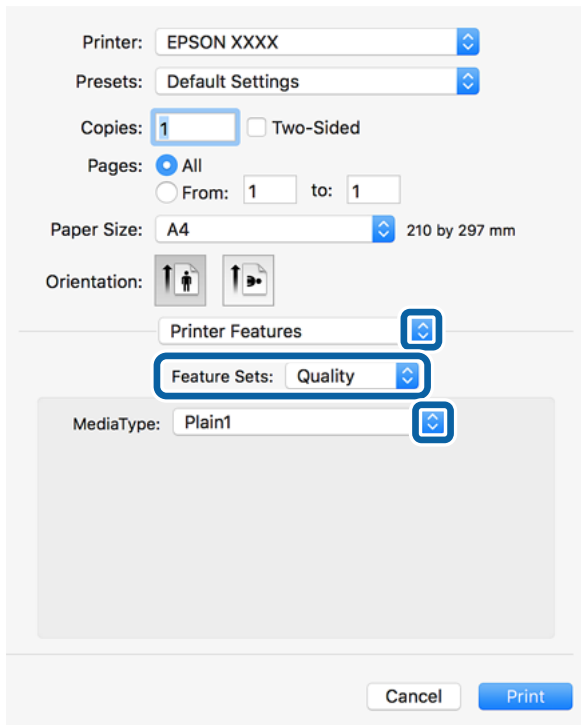 Printer: EPSON XXXX
Presets: Default Settings
Copies: 1 Two-Sided
Pages: All
From: 1 to: 1
Paper Size: A4 210 by 297 mm
Orientation:
Printer Features
Feature Sets: Quality
MediaType: Plain1
Cancel Print